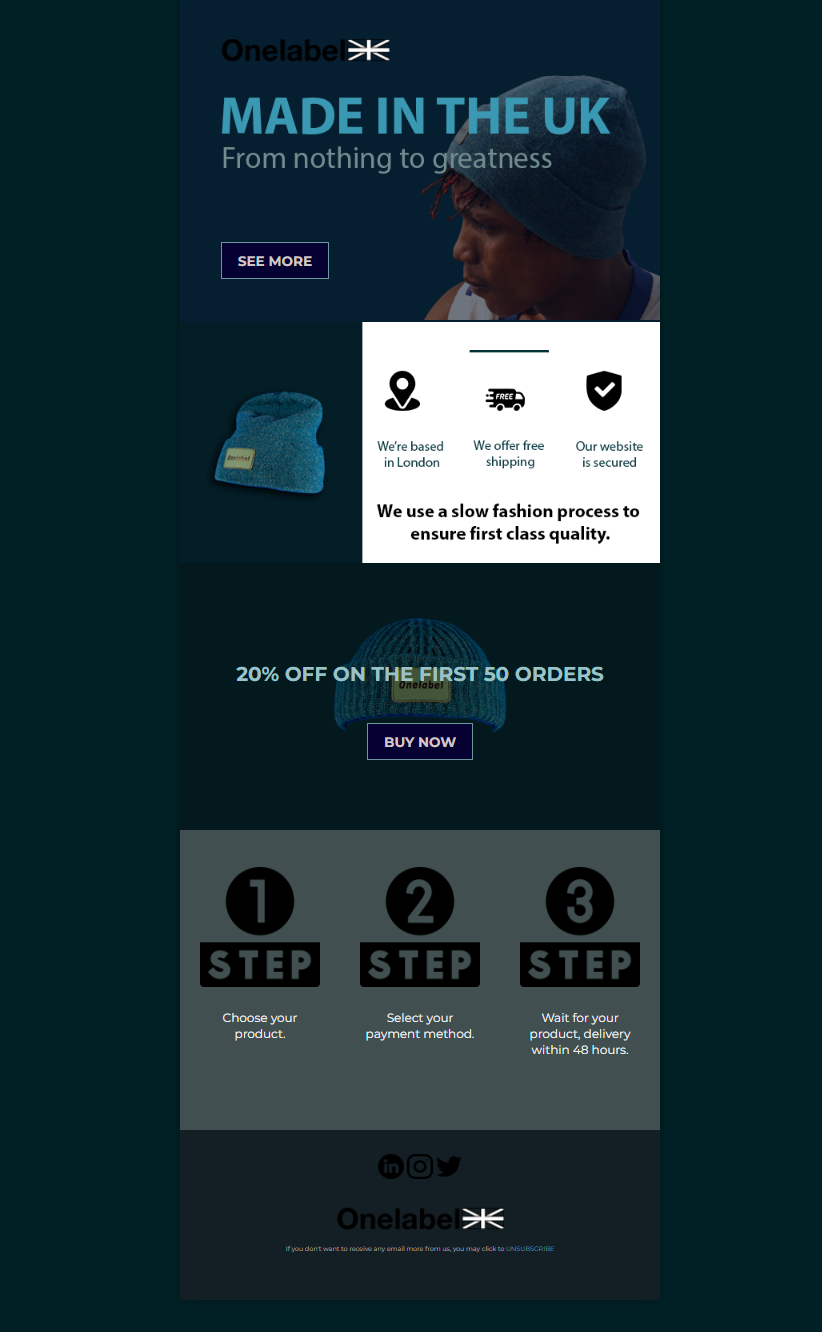 Onelabel
MADE IN THE UK
From nothing to greatness
SEE MORE
Onelabel
FREE
We're based
in London
We offer free
shipping
Our website
is secured
We use a slow fashion process to
ensure first class quality.
20% OFF ON THE FIRST 50 ORDERS
Onelabel
BUY NOW
1
STEP
2
STEP
3
STEP
Choose your
product.
Select your
payment method.
Wait for your
product, delivery
within 48 hours.
in
Onelabel
If you don't want to receive any email more from us, you may click to UNSUBSCRIBE